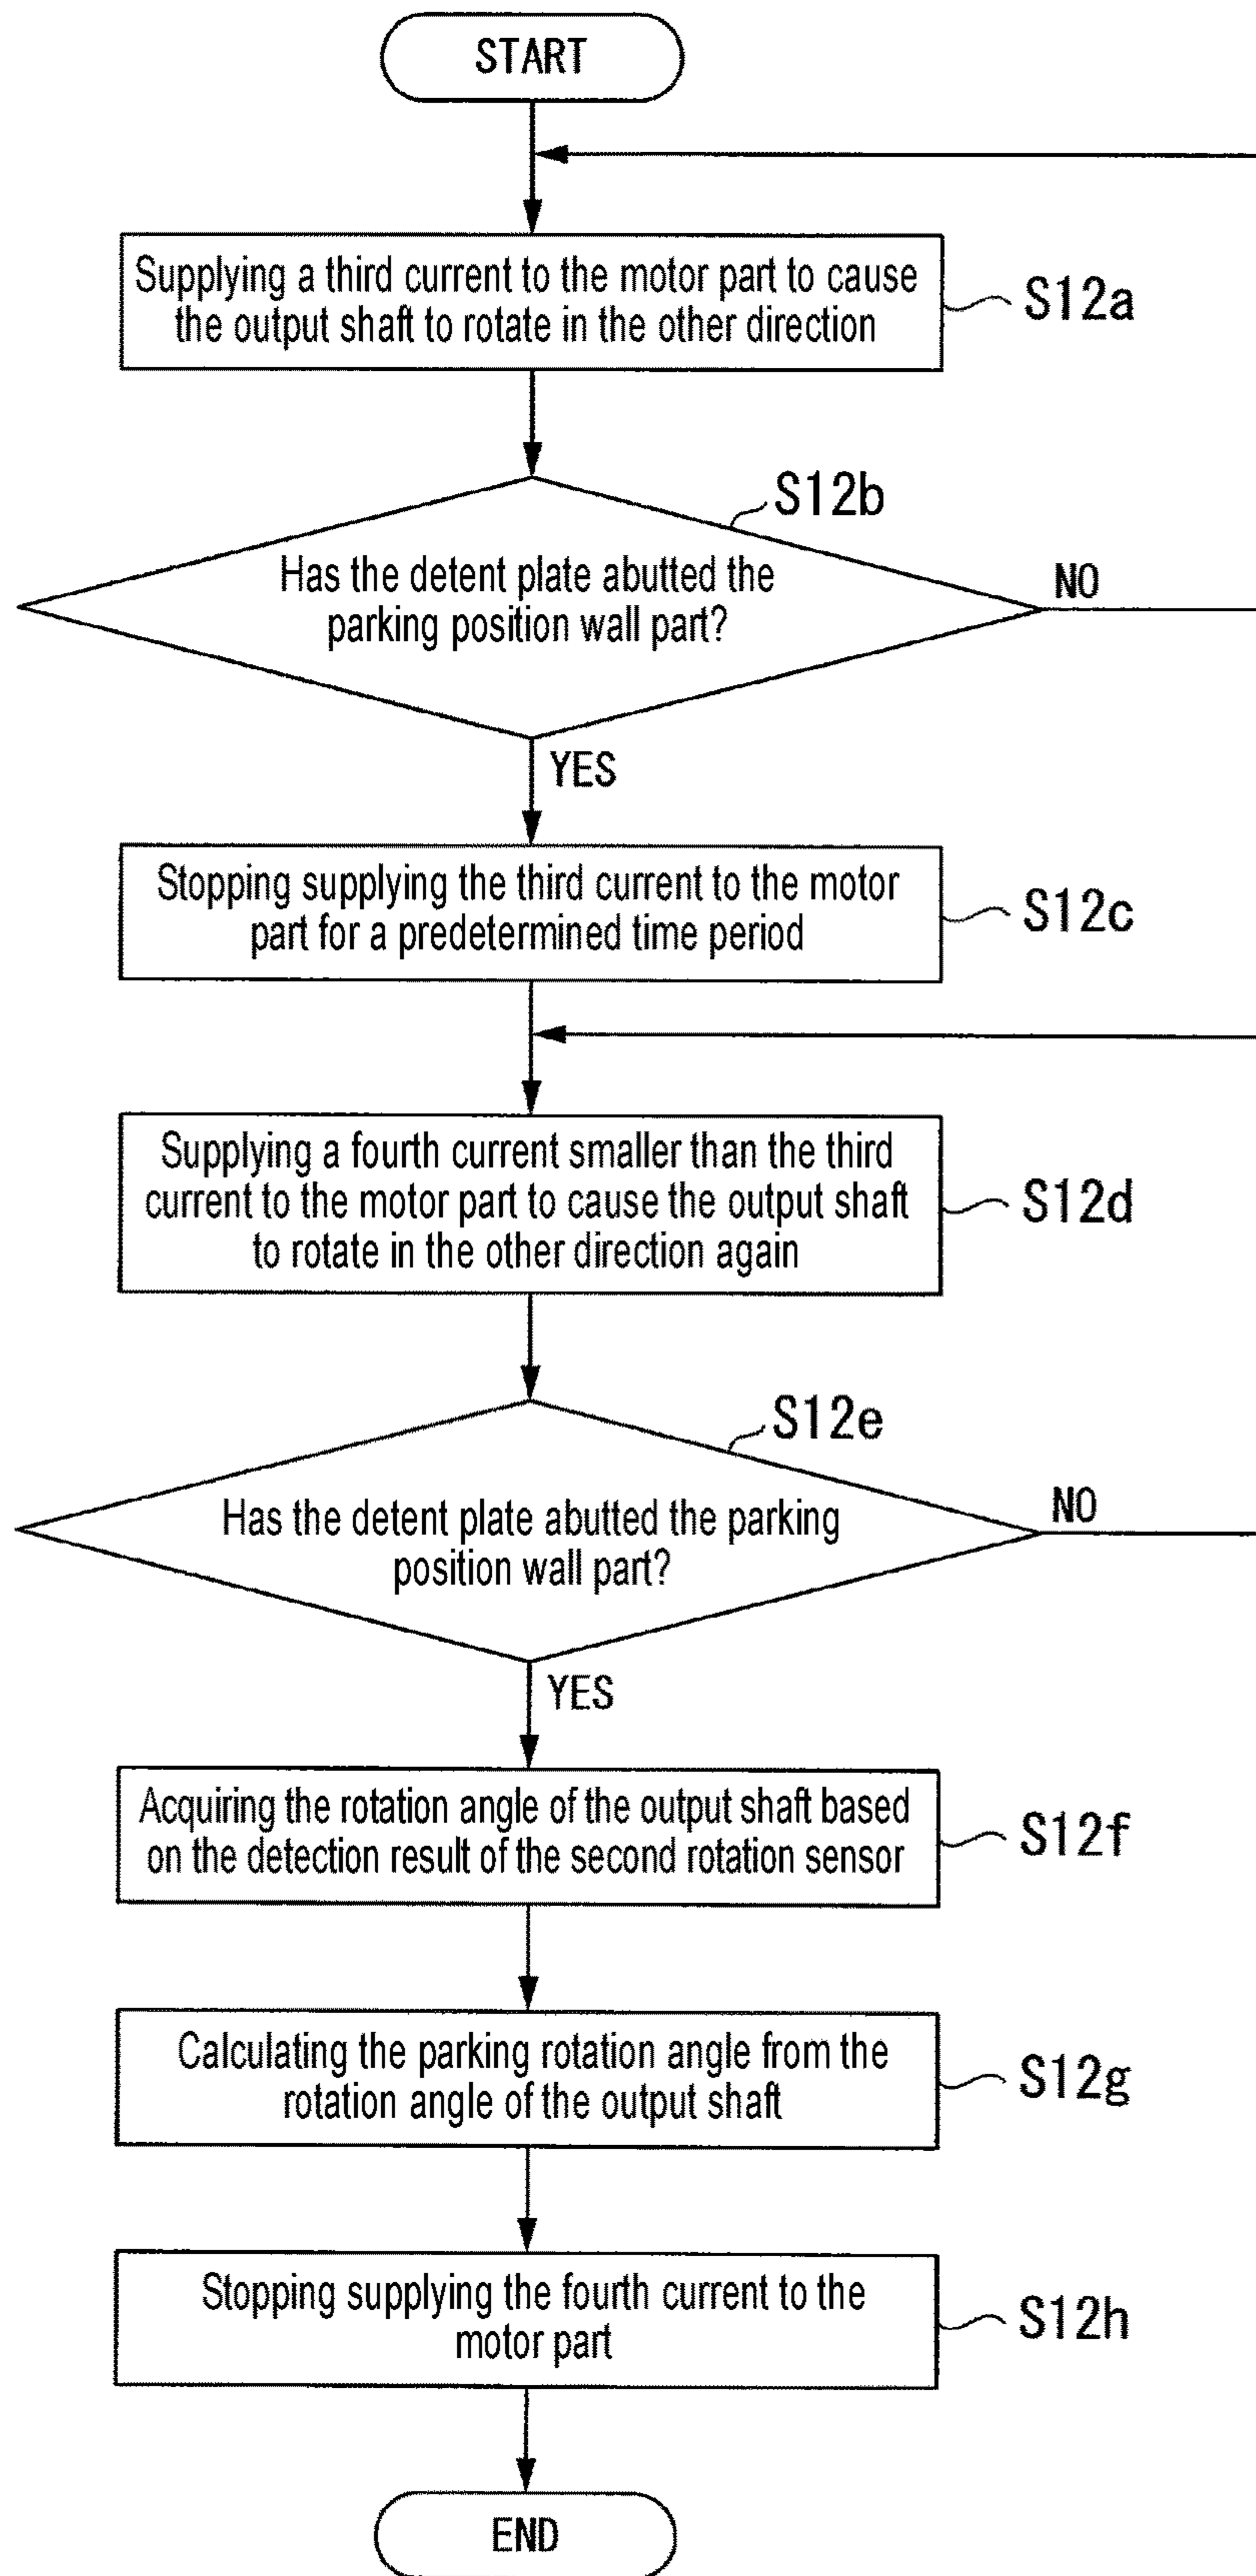 START
Supplying a third current to the motor part to cause
the output shaft to rotate in the other direction
S12a
S12b
Has the detent plate abutted the
parking position wall part?
NO
YES
Stopping supplying the third current to the motor
part for a predetermined time period
S12c
Supplying a fourth current smaller than the third
current to the motor part to cause the output shaft
to rotate in the other direction again
S12d
S12e
Has the detent plate abutted the parking
position wall part?
NO
YES
Acquiring the rotation angle of the output shaft based
on the detection result of the second rotation sensor
S12f
Calculating the parking rotation angle from the
rotation angle of the output shaft
S12g
Stopping supplying the fourth current to the
motor part
S12h
END